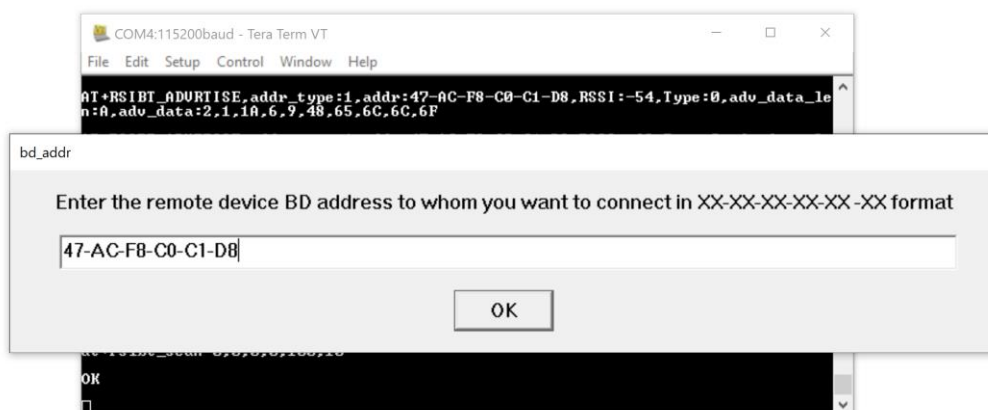 COM4:115200baud - Tera Term VT
File Edit Setup Control Window Help
AT+RSIBT_ADVRTISE,addr_type:1,addr:47-AC-F8-C0-C1-D8,RSSI:-54,Type:0,adv_data_le
n:A,adv_data:2,1,1A,6,9,48,65,6C,6C,6F
bd_addr
Enter the remote device BD address to whom you want to connect in XX-XX-XX-XX-XX -XX format
47-AC-F8-C0-C1-D8
OK
OK